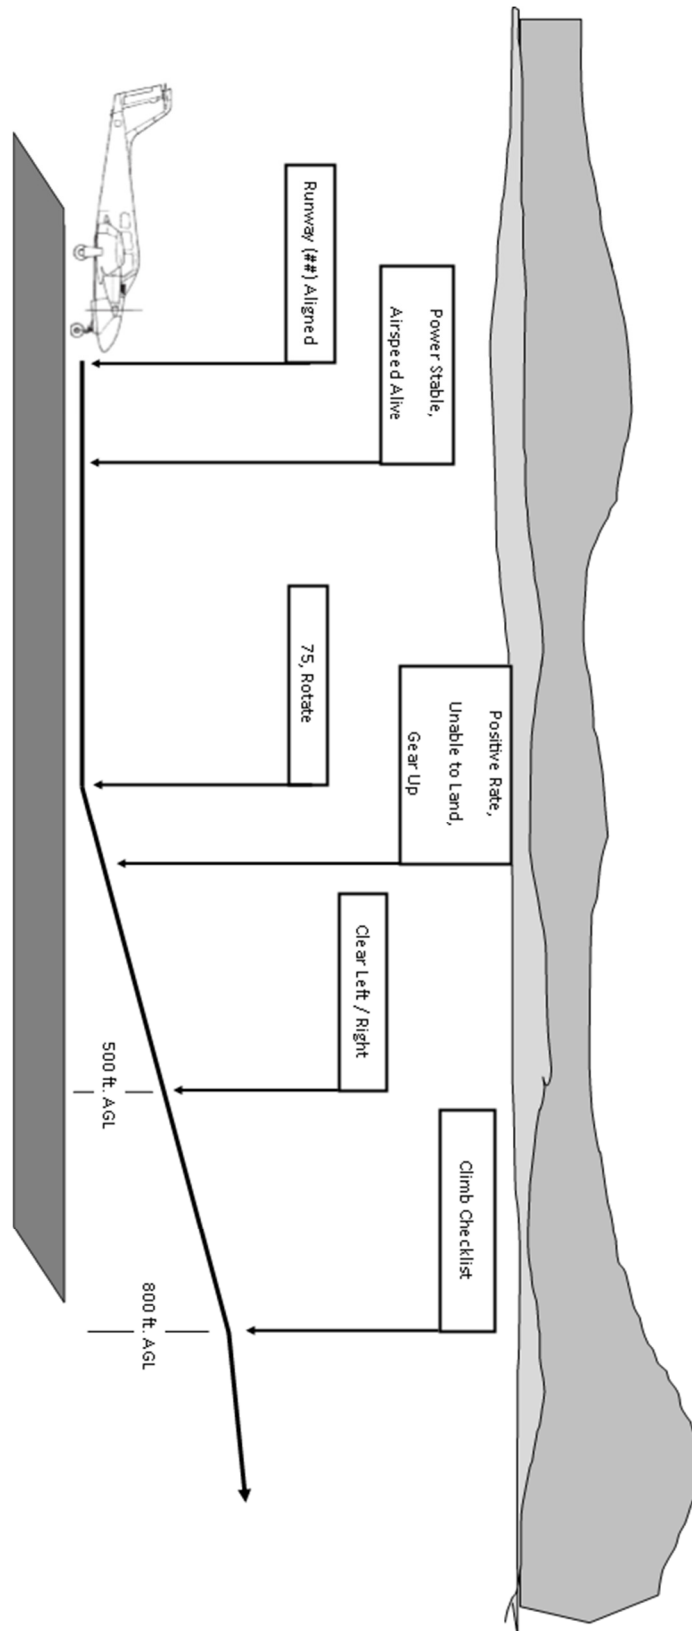 Runway (##) Aligned
Power Stable,
Airspeed Alive
75, Rotate
Positive Rate,
Unable to Land,
Gear Up
Clear Left / Right
500 ft. AGL
Climb Checklist
800 ft. AGL